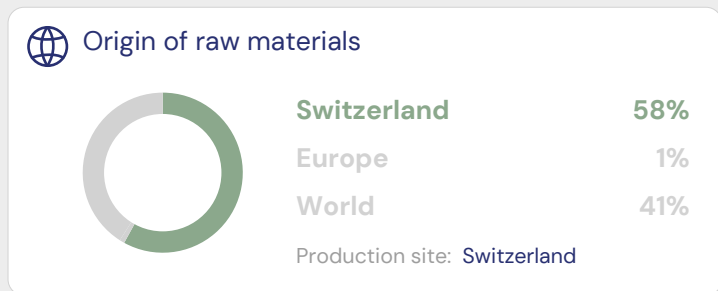 Origin of raw materials
Switzerland 58%
Europe 1%
World 41%
Production site: Switzerland